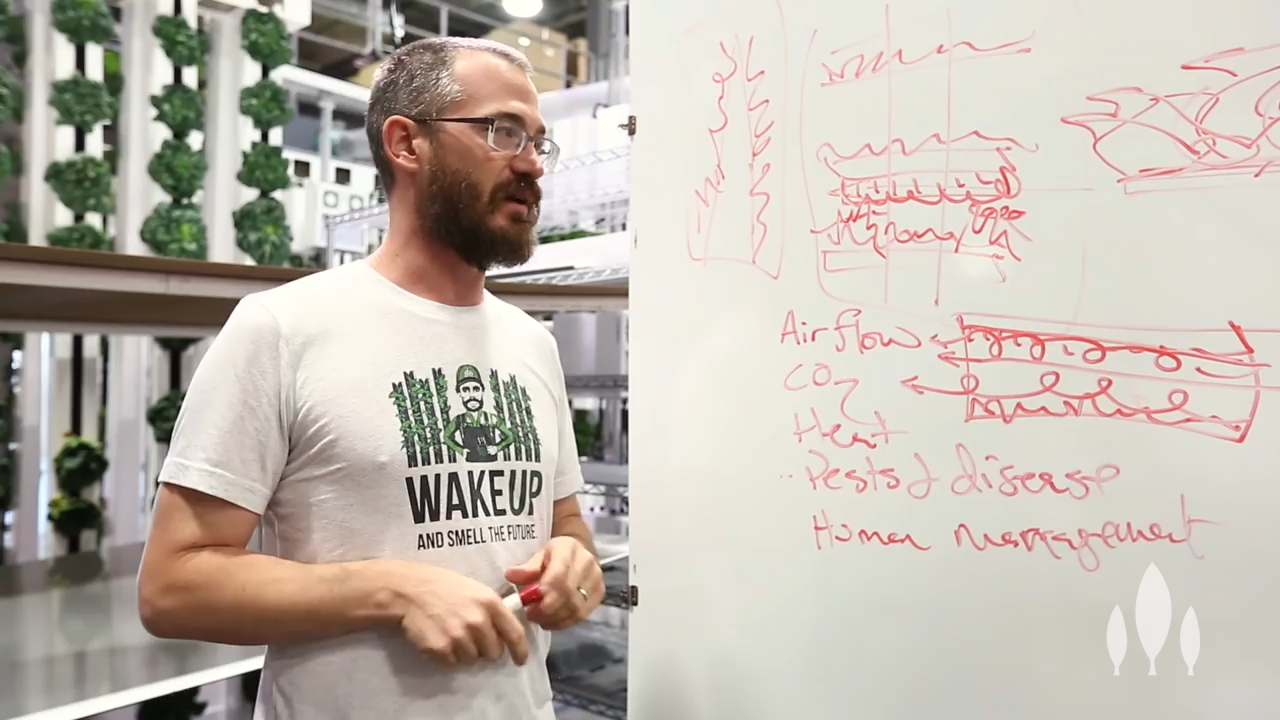 WAKEUP
AND SMELL THE FUTURE.
Airflow
CO2
Heat
Pests & disease
Human management